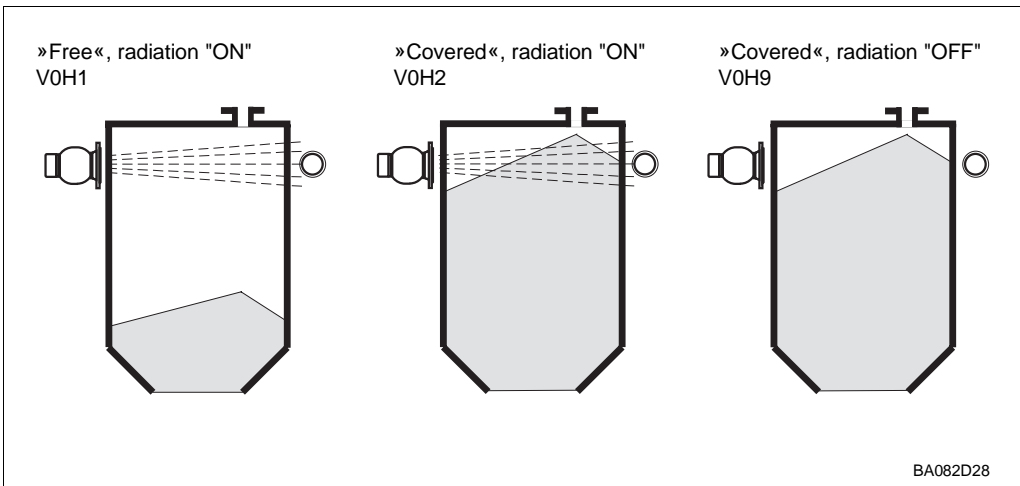 »Free«, radiation "ON"
V0H1
»Covered«, radiation "ON"
V0H2
»Covered«, radiation "OFF"
V0H9
BA082D28